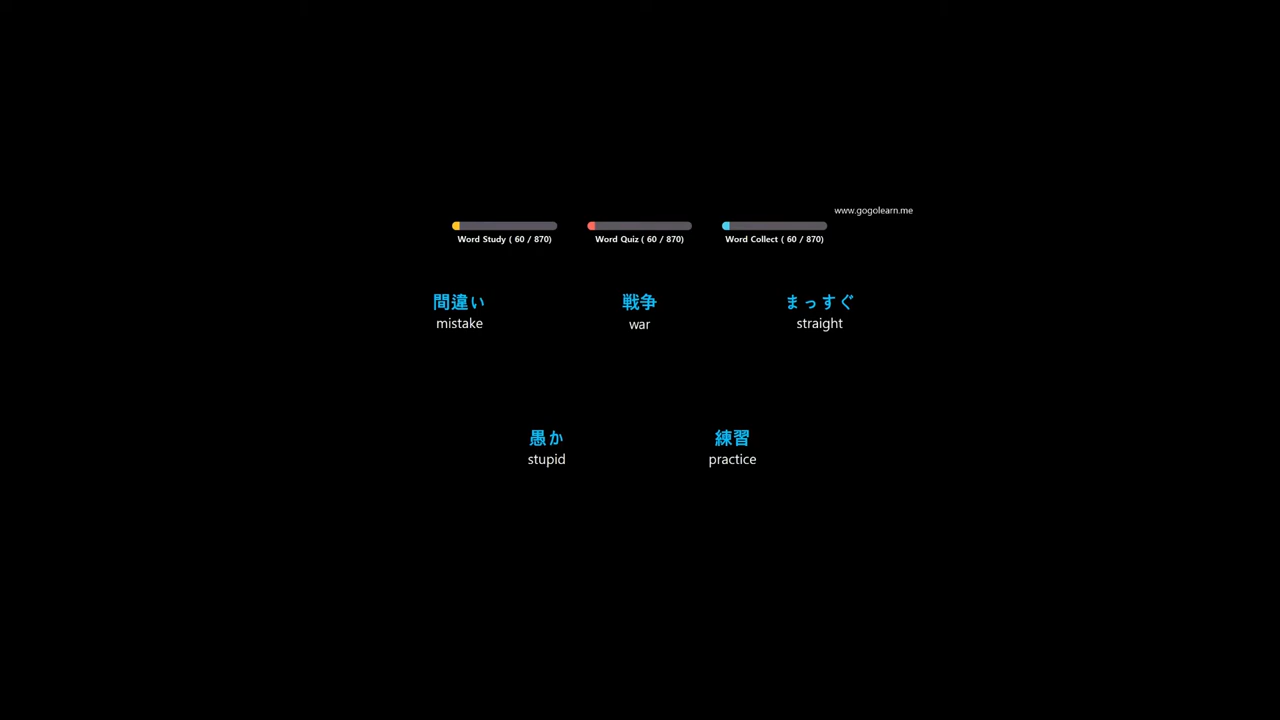 www.gogolearn.me
Word Study ( 60 / 870)
Word Quiz ( 60 / 870)
Word Collect ( 60 / 870)
間違い
mistake
戦争
war
まっすぐ
straight
愚か
stupid
練習
practice